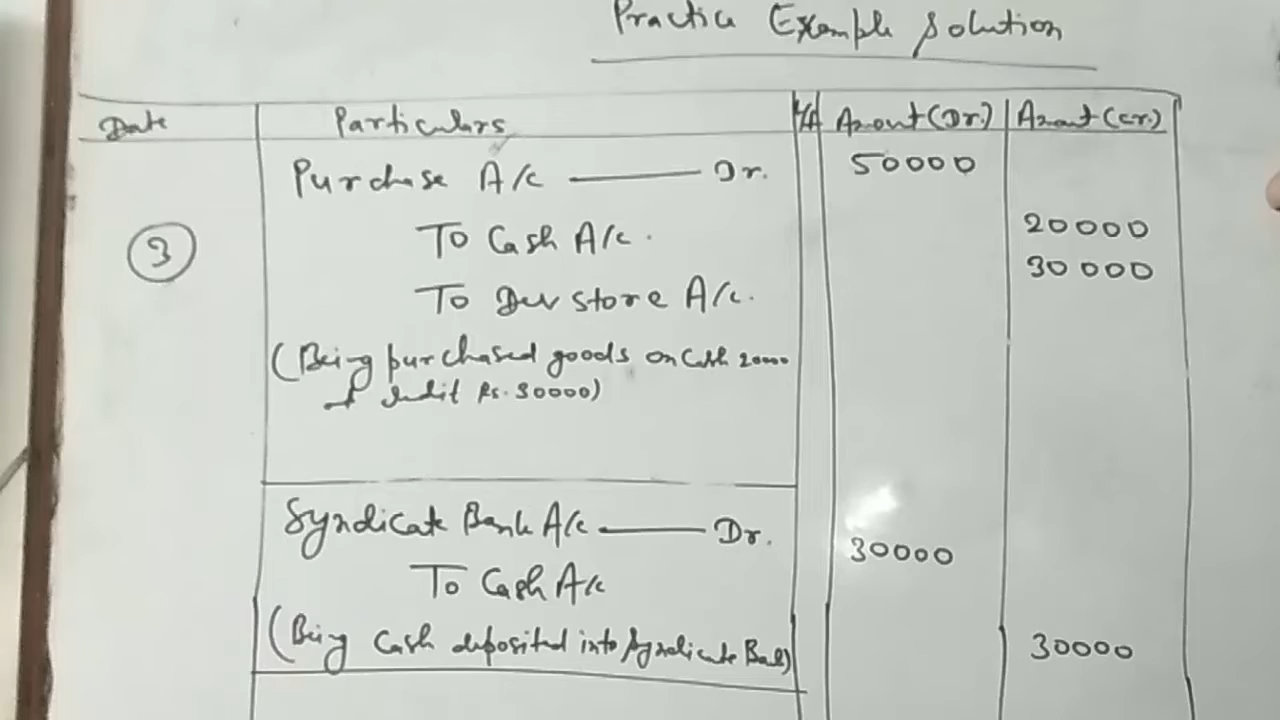 Practice Example Solution
Date Particulars Amount (Dr.) Amount (Cr.)
Purchase A/c Dr. 50000
3 To Cash A/c. 20000
To Dev store A/c. 30000
(Being purchased goods on Cash 20000
Rs. 30000)
Syndicate Bank A/c Dr. 30000
To Cash A/c
(Being Cash deposited into Syndicate Bank) 30000